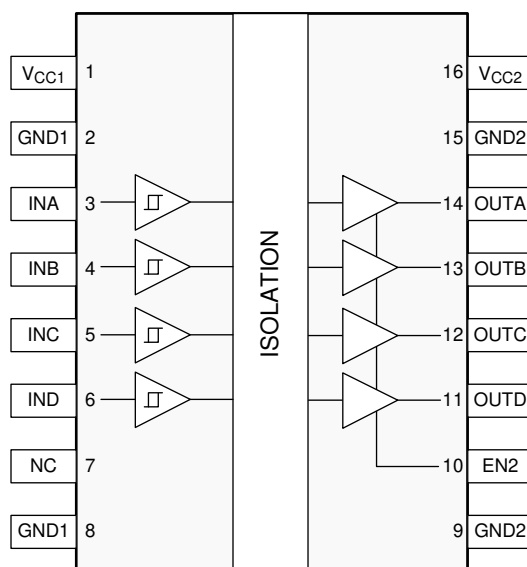 VCC1 1 16 VCC2
GND1 2 15 GND2
INA 3 14 OUTA
INB 4 13 OUTB
INC 5 12 OUTC
IND 6 11 OUTD
NC 7 10 EN2
GND1 8 9 GND2
ISOLATION